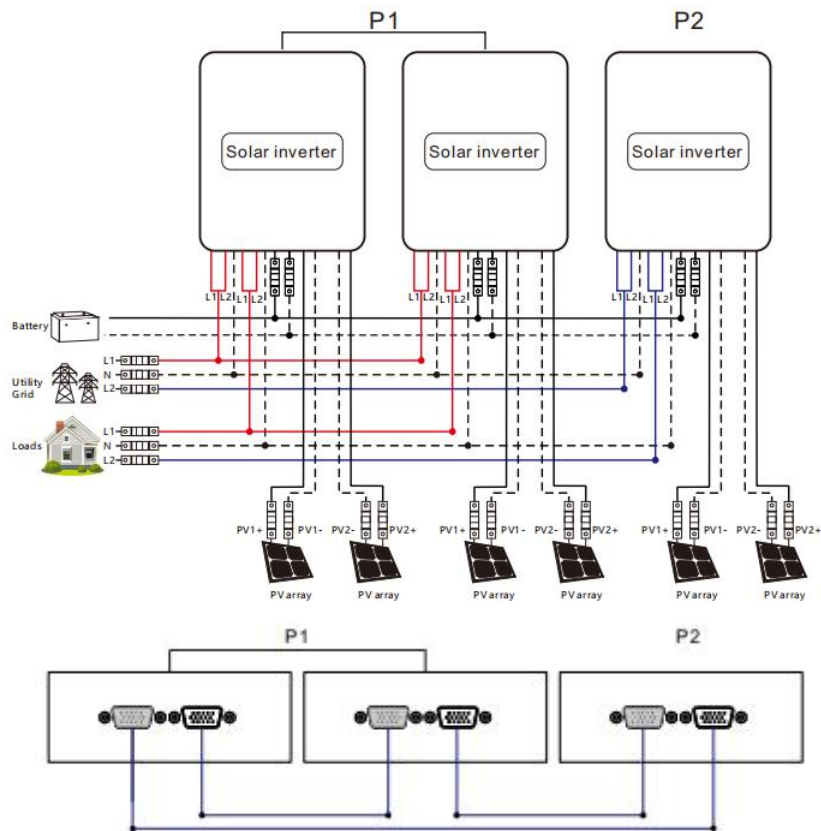 P1 P2
Solar inverter Solar inverter Solar inverter
L1 L2 L1 L2 L1 L2 L1 L2 L1 L2 L1 L2
Battery
L1
Utility N
Grid L2
L1
Loads N
L2
PV1+ PV1- PV2- PV2+ PV1+ PV1- PV2- PV2+ PV1+ PV1- PV2- PV2+
PV array PV array PV array PV array PV array PV array
P1 P2